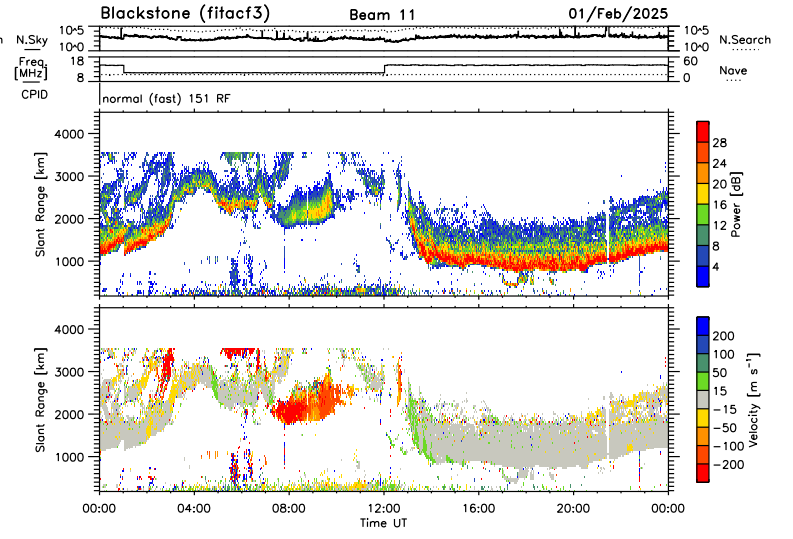 Blackstone (fitacf3) Beam 11 01/Feb/2025
n N.Sky 10^5 10^5 N.Search
10^0 10^0
Freq. 18 60
[MHz] 8 0 Nave
CPID normal (fast) 151 RF
Slant Range [km] 4000 3000 2000 1000
Power [dB] 28 24 20 16 12 8 4
Slant Range [km] 4000 3000 2000 1000
Velocity [m s⁻¹] 200 100 50 15 −15 −50 −100 −200
00:00 04:00 08:00 12:00 16:00 20:00 00:00
Time UT